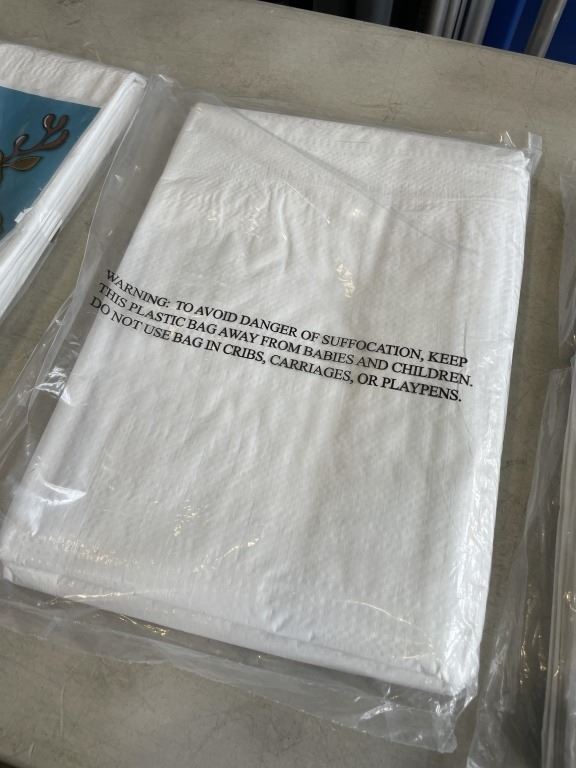 WARNING: TO AVOID DANGER OF SUFFOCATION, KEEP
THIS PLASTIC BAG AWAY FROM BABIES AND CHILDREN.
DO NOT USE BAG IN CRIBS, CARRIAGES, OR PLAYPENS.